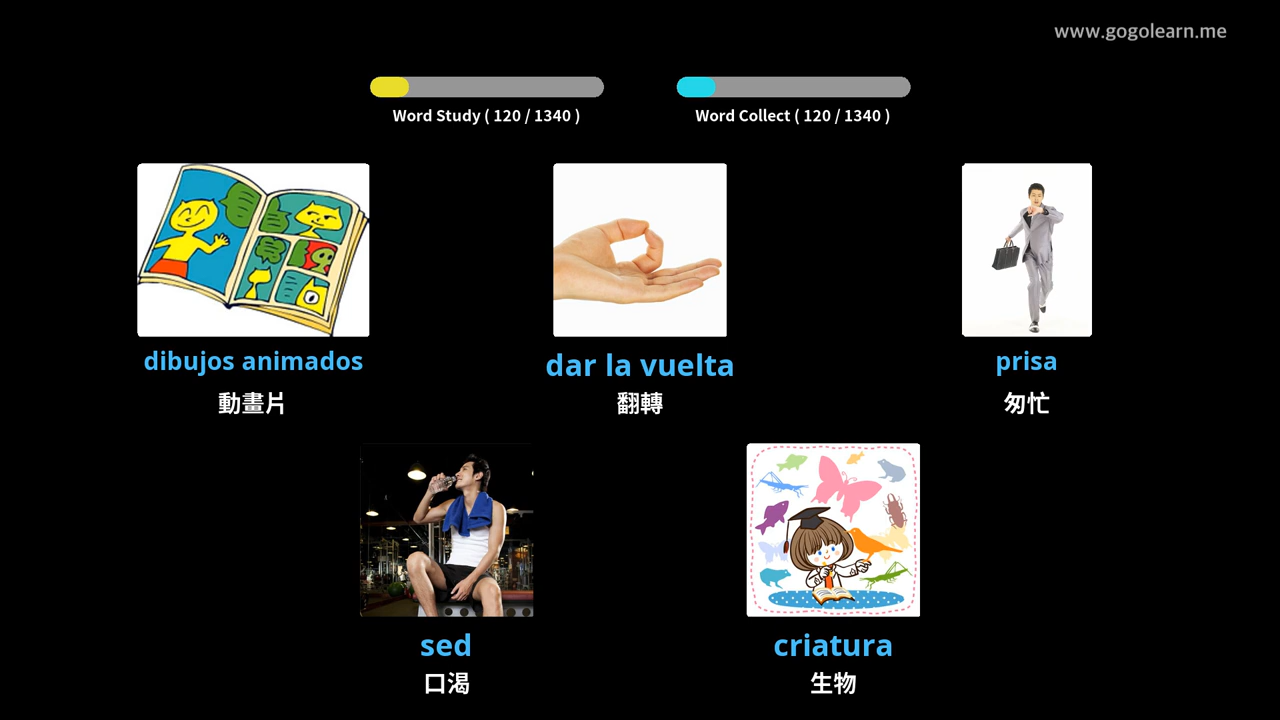 www.gogolearn.me
Word Study ( 120 / 1340 )
Word Collect ( 120 / 1340 )
dibujos animados
動畫片
dar la vuelta
翻轉
prisa
匆忙
sed
口渴
criatura
生物